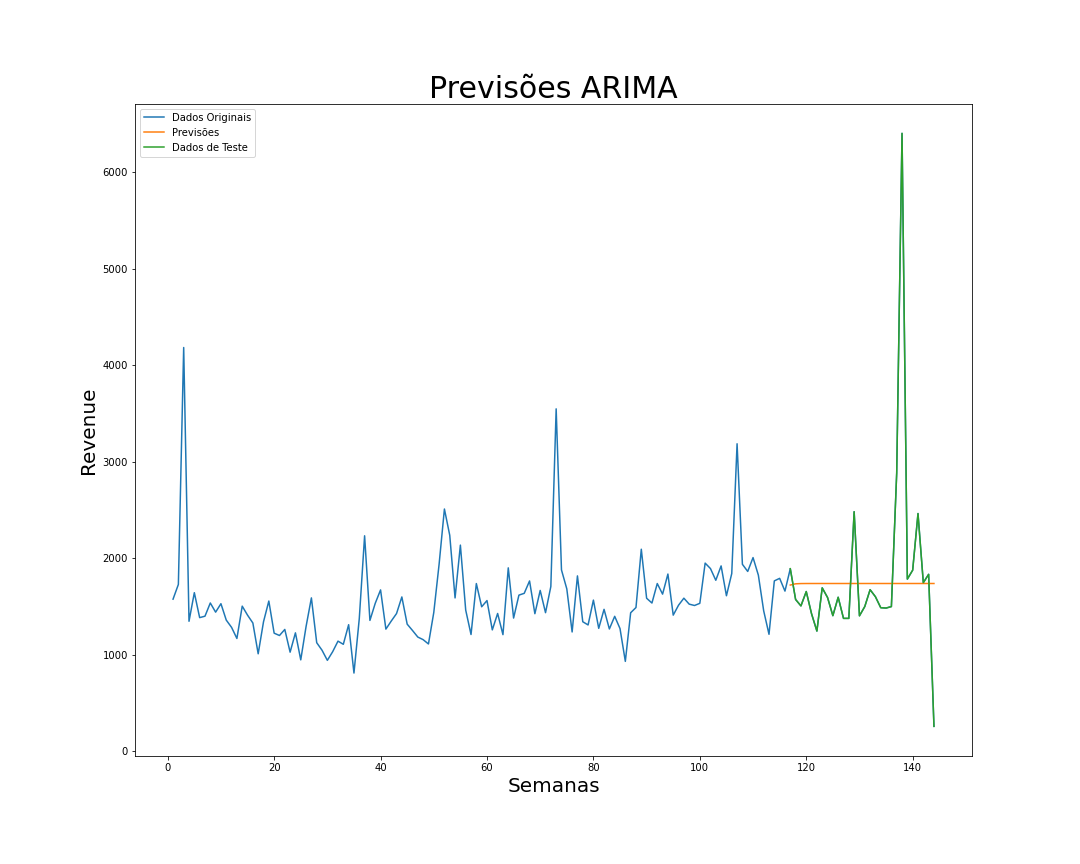 Previsões ARIMA
Dados Originais
Previsões
Dados de Teste
6000
5000
4000
3000
2000
1000
0
Revenue
0 20 40 60 80 100 120 140
Semanas